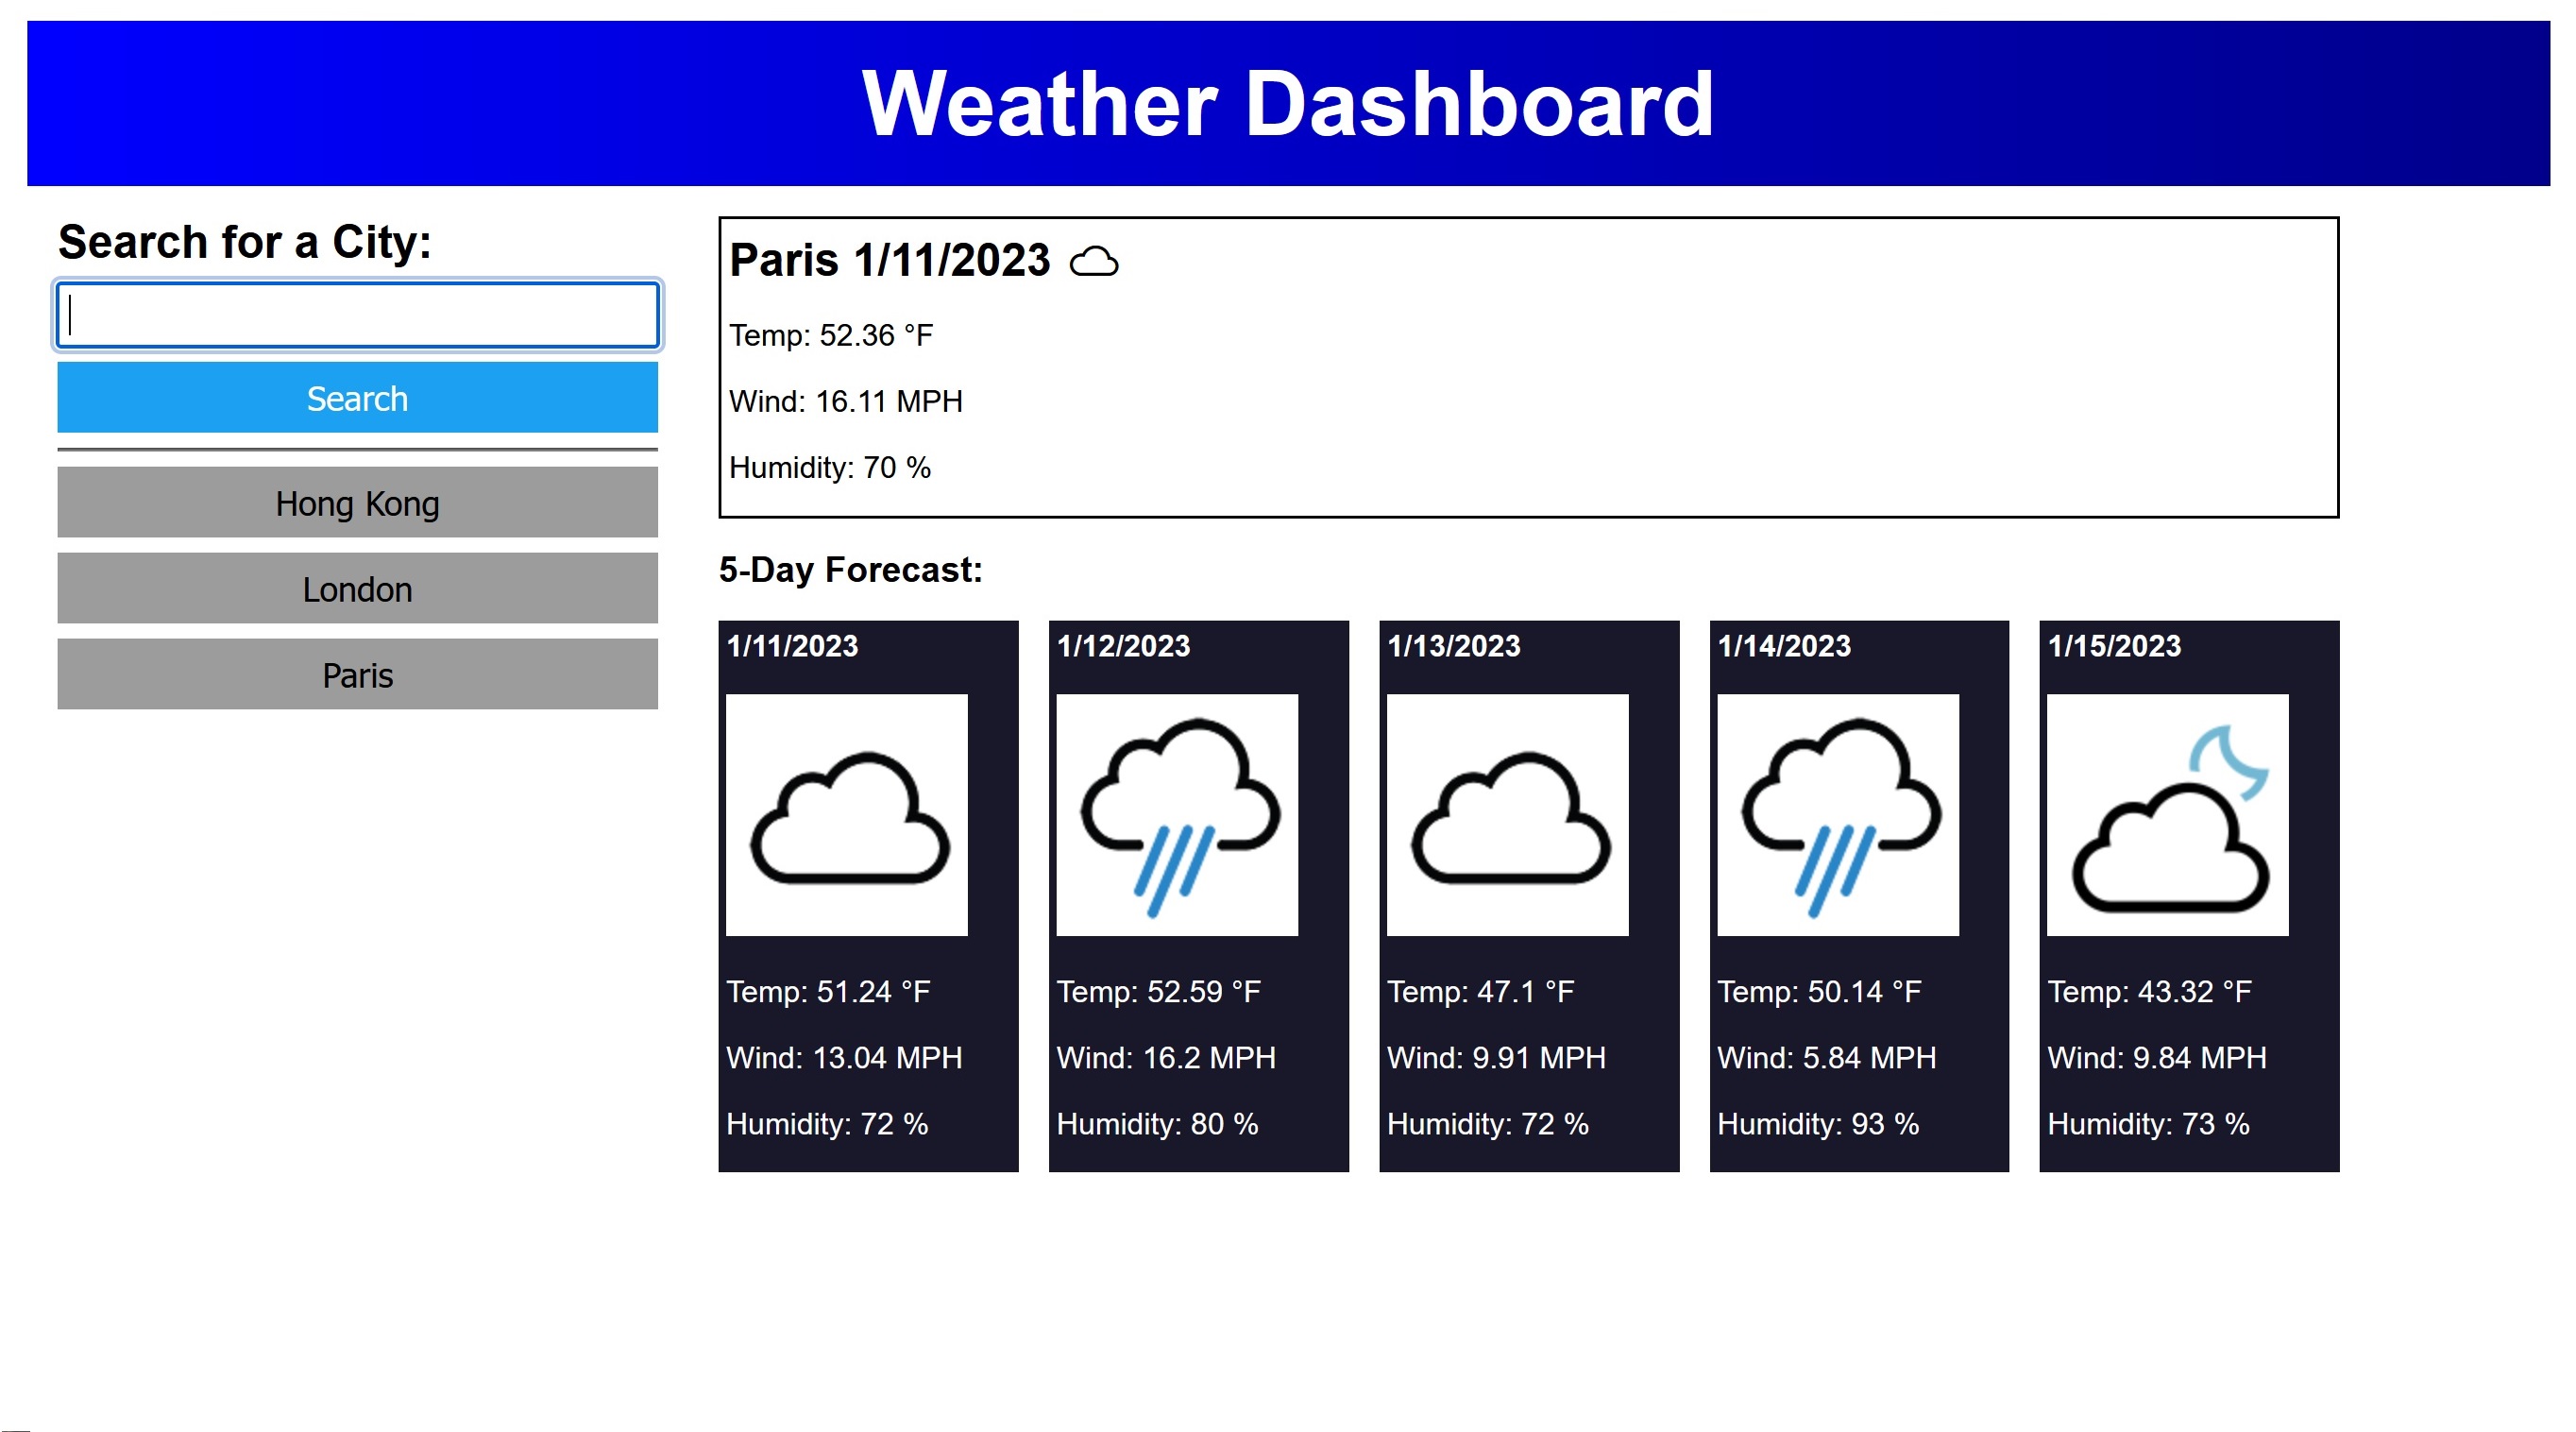 Weather Dashboard
Search for a City:
Search
Hong Kong
London
Paris
Paris 1/11/2023
Temp: 52.36 °F
Wind: 16.11 MPH
Humidity: 70 %
5-Day Forecast:
1/11/2023
Temp: 51.24 °F
Wind: 13.04 MPH
Humidity: 72 %
1/12/2023
Temp: 52.59 °F
Wind: 16.2 MPH
Humidity: 80 %
1/13/2023
Temp: 47.1 °F
Wind: 9.91 MPH
Humidity: 72 %
1/14/2023
Temp: 50.14 °F
Wind: 5.84 MPH
Humidity: 93 %
1/15/2023
Temp: 43.32 °F
Wind: 9.84 MPH
Humidity: 73 %